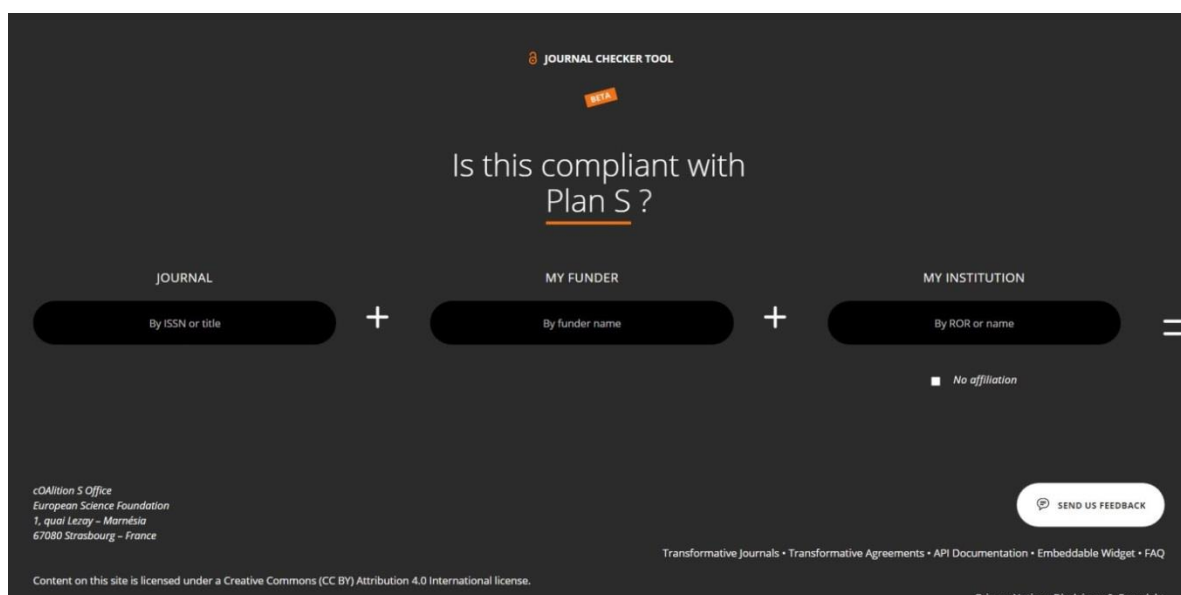 JOURNAL CHECKER TOOL
BETA
Is this compliant with
Plan S ?
JOURNAL
MY FUNDER
MY INSTITUTION
By ISSN or title
+
By funder name
+
By ROR or name
=
No affiliation
cOAlition S Office
European Science Foundation
1, quai Lezay – Marnésia
67080 Strasbourg – France
SEND US FEEDBACK
Transformative Journals • Transformative Agreements • API Documentation • Embeddable Widget • FAQ
Content on this site is licensed under a Creative Commons (CC BY) Attribution 4.0 International license.